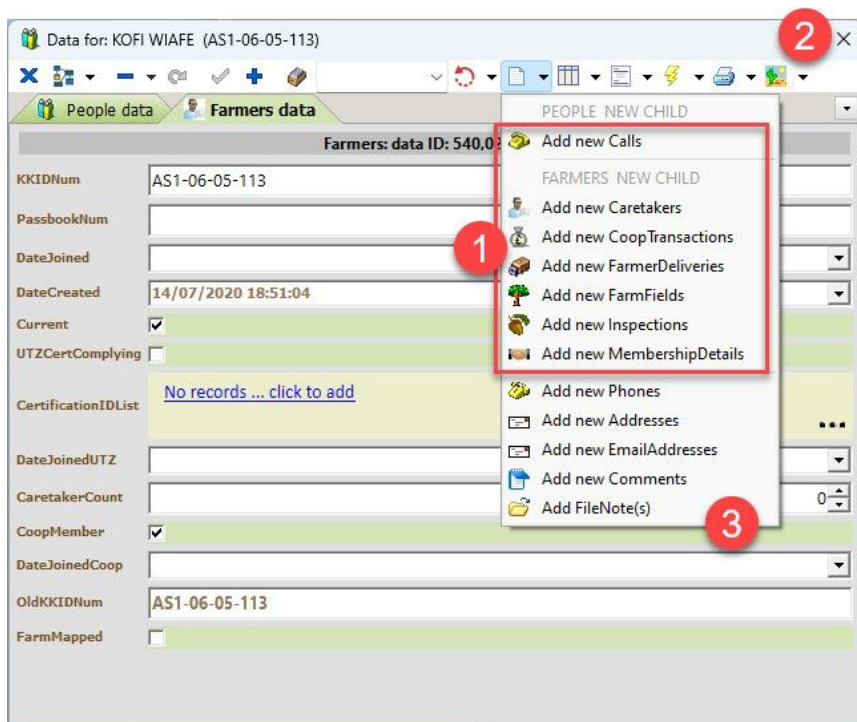 Data for: KOFI WIAFE (AS1-06-05-113)
2
People data
Farmers data
Farmers: data ID: 540,0
KKIDNum AS1-06-05-113
PassbookNum
DateJoined
DateCreated 14/07/2020 18:51:04
Current
UTZCertComplying
CertificationIDList No records ... click to add
DateJoinedUTZ
CaretakerCount 0
CoopMember
DateJoinedCoop
OldKKIDNum AS1-06-05-113
FarmMapped
PEOPLE NEW CHILD
Add new Calls
FARMERS NEW CHILD
Add new Caretakers
1
Add new CoopTransactions
Add new FarmerDeliveries
Add new FarmFields
Add new Inspections
Add new MembershipDetails
Add new Phones
Add new Addresses
Add new EmailAddresses
Add new Comments
Add FileNote(s)
3